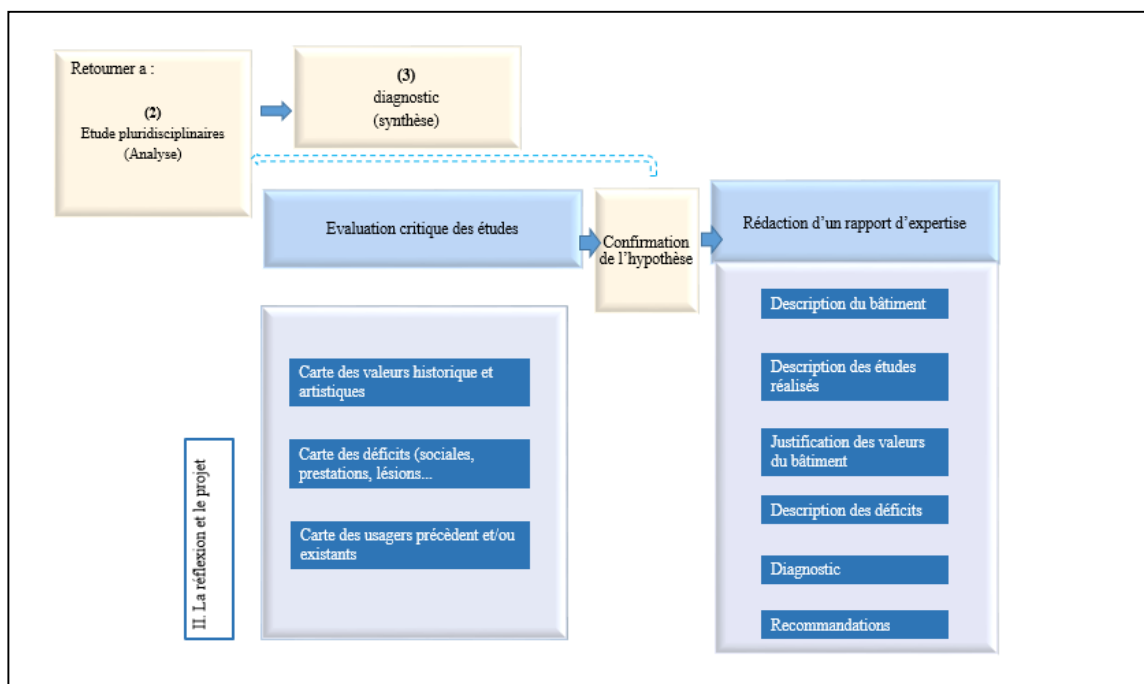 Retourner a :
(2)
Etude pluridisciplinaires
(Analyse)
(3)
diagnostic
(synthèse)
Evaluation critique des études
Confirmation
de l’hypothèse
Rédaction d’un rapport d’expertise
Carte des valeurs historique et
artistiques
Carte des déficits (sociales,
prestations, lésions...
Carte des usagers précèdent et/ou
existants
Description du bâtiment
Description des études
réalisés
Justification des valeurs
du bâtiment
Description des déficits
Diagnostic
Recommandations
II. La réflexion et le projet